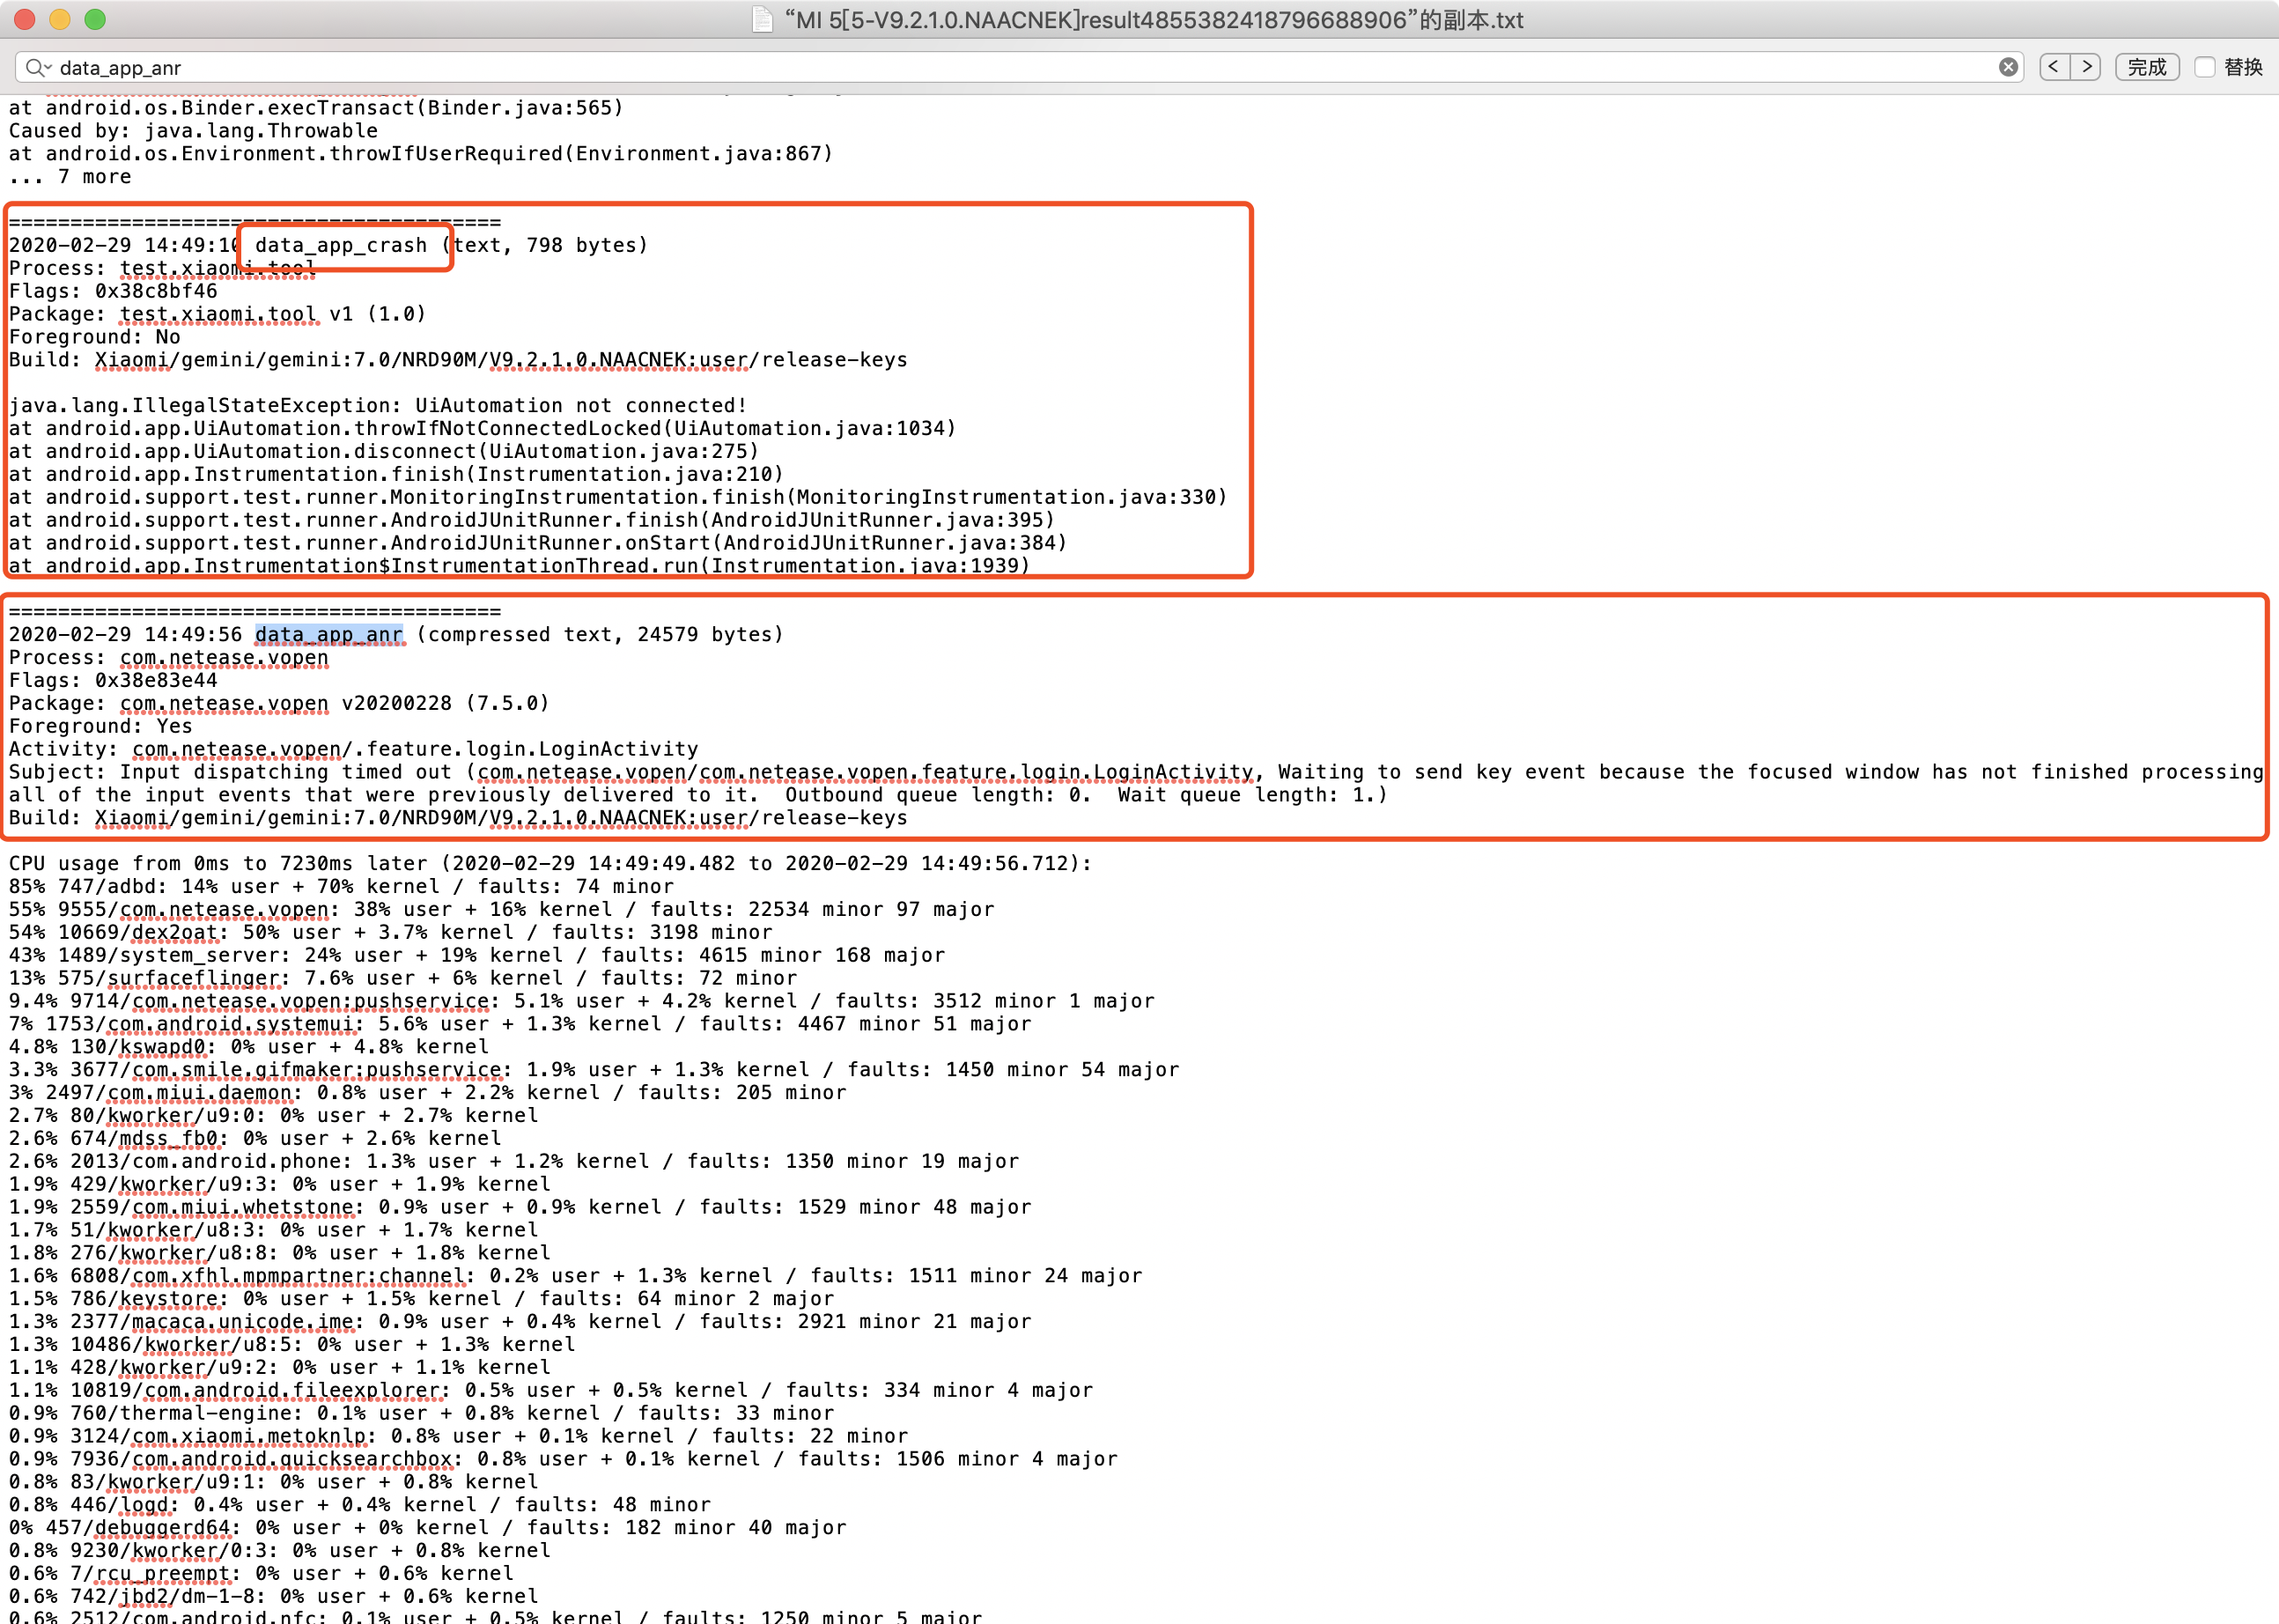 “MI 5[5-V9.2.1.0.NAACNEK]result4855382418796688906”的副本.txt
data_app_anr
< > 完成 替换
at android.os.Binder.execTransact(Binder.java:565)
Caused by: java.lang.Throwable
at android.os.Environment.throwIfUserRequired(Environment.java:867)
... 7 more
========================================
2020-02-29 14:49:10 data_app_crash (text, 798 bytes)
Process: test.xiaomi.tool
Flags: 0x38c8bf46
Package: test.xiaomi.tool v1 (1.0)
Foreground: No
Build: Xiaomi/gemini/gemini:7.0/NRD90M/V9.2.1.0.NAACNEK:user/release-keys
java.lang.IllegalStateException: UiAutomation not connected!
at android.app.UiAutomation.throwIfNotConnectedLocked(UiAutomation.java:1034)
at android.app.UiAutomation.disconnect(UiAutomation.java:275)
at android.app.Instrumentation.finish(Instrumentation.java:210)
at android.support.test.runner.MonitoringInstrumentation.finish(MonitoringInstrumentation.java:330)
at android.support.test.runner.AndroidJUnitRunner.finish(AndroidJUnitRunner.java:395)
at android.support.test.runner.AndroidJUnitRunner.onStart(AndroidJUnitRunner.java:384)
at android.app.Instrumentation$InstrumentationThread.run(Instrumentation.java:1939)
========================================
2020-02-29 14:49:56 data_app_anr (compressed text, 24579 bytes)
Process: com.netease.vopen
Flags: 0x38e83e44
Package: com.netease.vopen v20200228 (7.5.0)
Foreground: Yes
Activity: com.netease.vopen/.feature.login.LoginActivity
Subject: Input dispatching timed out (com.netease.vopen/com.netease.vopen.feature.login.LoginActivity, Waiting to send key event because the focused window has not finished processing
all of the input events that were previously delivered to it.  Outbound queue length: 0.  Wait queue length: 1.)
Build: Xiaomi/gemini/gemini:7.0/NRD90M/V9.2.1.0.NAACNEK:user/release-keys
CPU usage from 0ms to 7230ms later (2020-02-29 14:49:49.482 to 2020-02-29 14:49:56.712):
85% 747/adbd: 14% user + 70% kernel / faults: 74 minor
55% 9555/com.netease.vopen: 38% user + 16% kernel / faults: 22534 minor 97 major
54% 10669/dex2oat: 50% user + 3.7% kernel / faults: 3198 minor
43% 1489/system_server: 24% user + 19% kernel / faults: 4615 minor 168 major
13% 575/surfaceflinger: 7.6% user + 6% kernel / faults: 72 minor
9.4% 9714/com.netease.vopen:pushservice: 5.1% user + 4.2% kernel / faults: 3512 minor 1 major
7% 1753/com.android.systemui: 5.6% user + 1.3% kernel / faults: 4467 minor 51 major
4.8% 130/kswapd0: 0% user + 4.8% kernel
3.3% 3677/com.smile.gifmaker:pushservice: 1.9% user + 1.3% kernel / faults: 1450 minor 54 major
3% 2497/com.miui.daemon: 0.8% user + 2.2% kernel / faults: 205 minor
2.7% 80/kworker/u9:0: 0% user + 2.7% kernel
2.6% 674/mdss_fb0: 0% user + 2.6% kernel
2.6% 2013/com.android.phone: 1.3% user + 1.2% kernel / faults: 1350 minor 19 major
1.9% 429/kworker/u9:3: 0% user + 1.9% kernel
1.9% 2559/com.miui.whetstone: 0.9% user + 0.9% kernel / faults: 1529 minor 48 major
1.7% 51/kworker/u8:3: 0% user + 1.7% kernel
1.8% 276/kworker/u8:8: 0% user + 1.8% kernel
1.6% 6808/com.xfhl.mpmpartner:channel: 0.2% user + 1.3% kernel / faults: 1511 minor 24 major
1.5% 786/keystore: 0% user + 1.5% kernel / faults: 64 minor 2 major
1.3% 2377/macaca.unicode.ime: 0.9% user + 0.4% kernel / faults: 2921 minor 21 major
1.3% 10486/kworker/u8:5: 0% user + 1.3% kernel
1.1% 428/kworker/u9:2: 0% user + 1.1% kernel
1.1% 10819/com.android.fileexplorer: 0.5% user + 0.5% kernel / faults: 334 minor 4 major
0.9% 760/thermal-engine: 0.1% user + 0.8% kernel / faults: 33 minor
0.9% 3124/com.xiaomi.metoknlp: 0.8% user + 0.1% kernel / faults: 22 minor
0.9% 7936/com.android.quicksearchbox: 0.8% user + 0.1% kernel / faults: 1506 minor 4 major
0.8% 83/kworker/u9:1: 0% user + 0.8% kernel
0.8% 446/logd: 0.4% user + 0.4% kernel / faults: 48 minor
0% 457/debuggerd64: 0% user + 0% kernel / faults: 182 minor 40 major
0.8% 9230/kworker/0:3: 0% user + 0.8% kernel
0.6% 7/rcu_preempt: 0% user + 0.6% kernel
0.6% 742/jbd2/dm-1-8: 0% user + 0.6% kernel
0.6% 2512/com.android.nfc: 0.1% user + 0.5% kernel / faults: 1250 minor 5 major